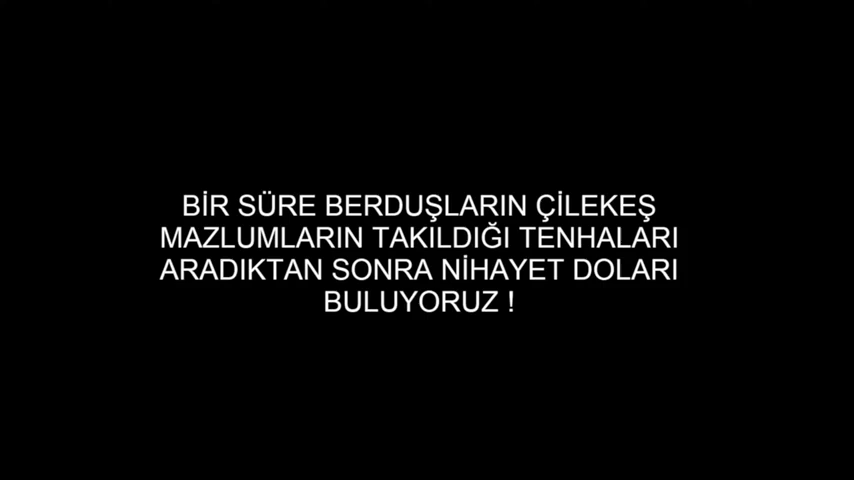 BİR SÜRE BERDUŞLARIN ÇİLEKEŞ
MAZLUMLARIN TAKILDIĞI TENHALARI
ARADIKTAN SONRA NİHAYET DOLARI
BULUYORUZ !